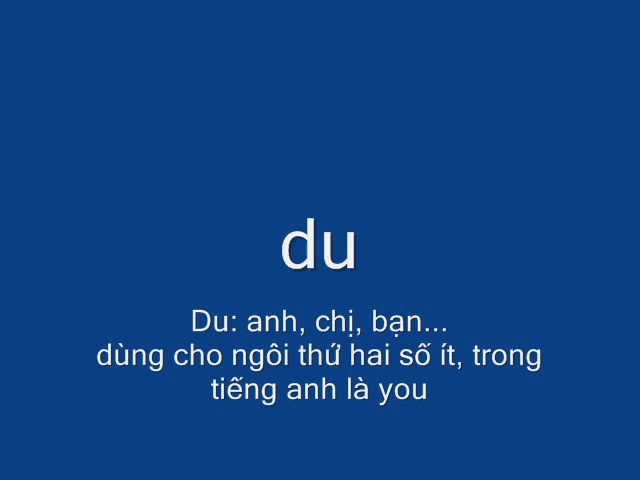 du
Du: anh, chị, bạn...
dùng cho ngôi thứ hai số ít, trong
tiếng anh là you